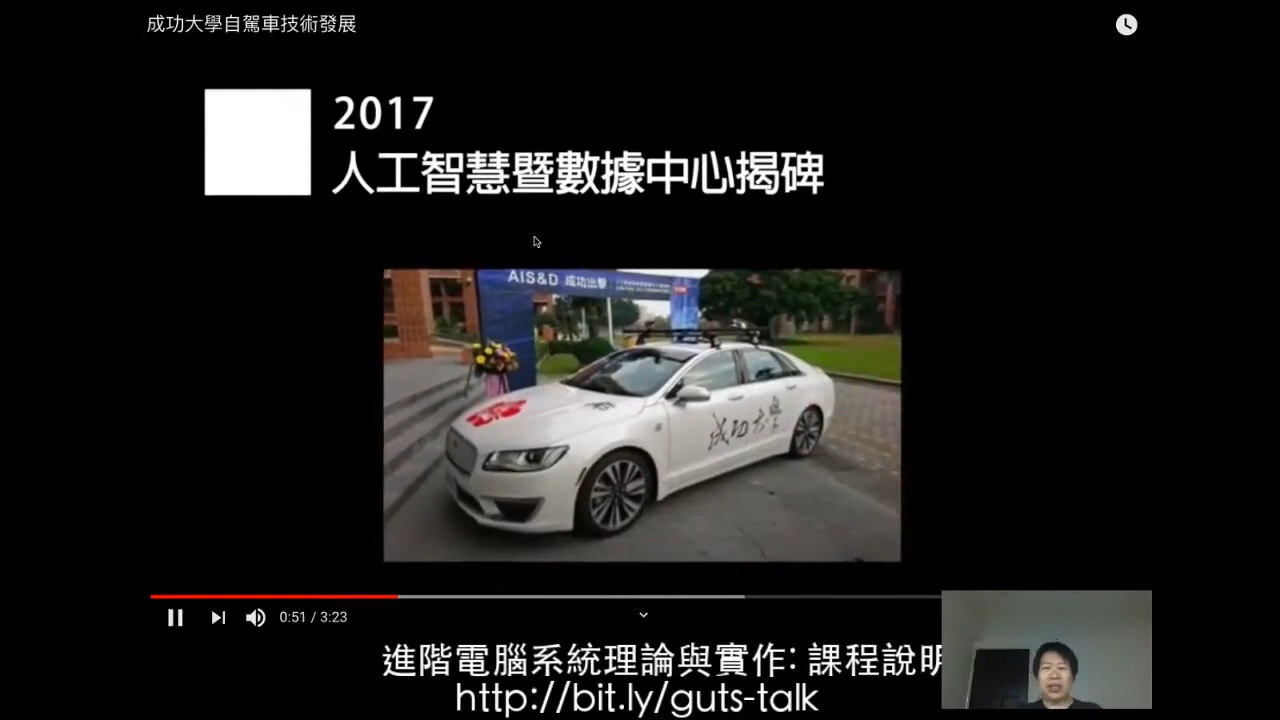 成功大學自駕車技術發展
2017
人工智慧暨數據中心揭碑
AIS&D 成功出擊
成功大學
0:51 / 3:23
進階電腦系統理論與實作: 課程說明
http://bit.ly/guts-talk